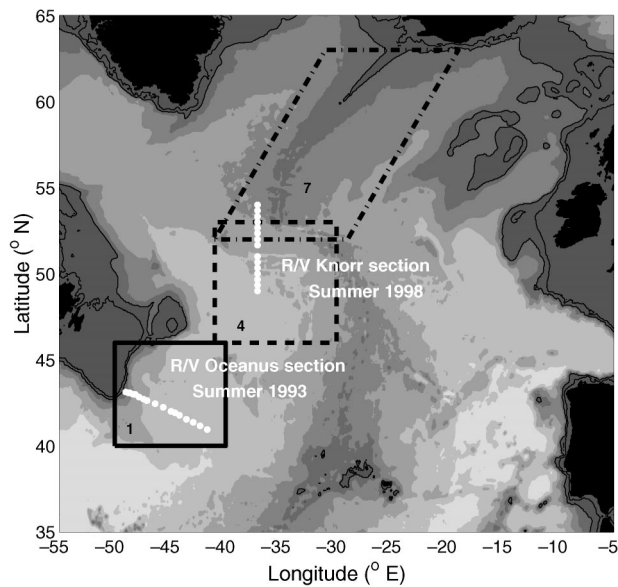 65
60
55
50
45
40
35
Latitude (° N)
7
R/V Knorr section
Summer 1998
4
R/V Oceanus section
Summer 1993
1
−55 −50 −45 −40 −35 −30 −25 −20 −15 −10 −5
Longitude (° E)